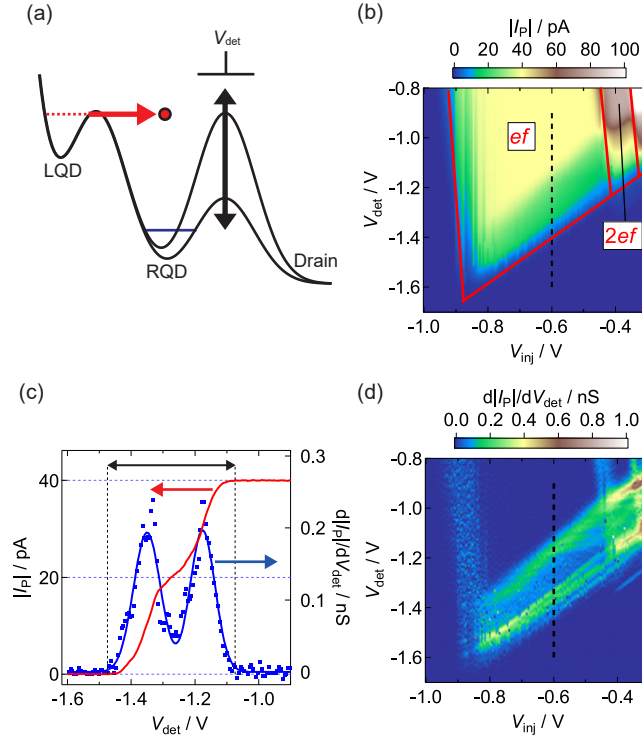 (a)
V_det
LQD
RQD
Drain
(b)
|I_P| / pA
0 20 40 60 80 100
-0.8
-1.0
-1.2
-1.4
-1.6
V_det / V
ef
2ef
-1.0 -0.8 -0.6 -0.4
V_inj / V
(c)
40
20
0
|I_P| / pA
0.3
0.2
0.1
0
d|I_P|/dV_det / nS
-1.6 -1.4 -1.2 -1.0
V_det / V
(d)
d|I_P|/dV_det / nS
0.0 0.2 0.4 0.6 0.8 1.0
-0.8
-1.0
-1.2
-1.4
-1.6
V_det / V
-1.0 -0.8 -0.6 -0.4
V_inj / V